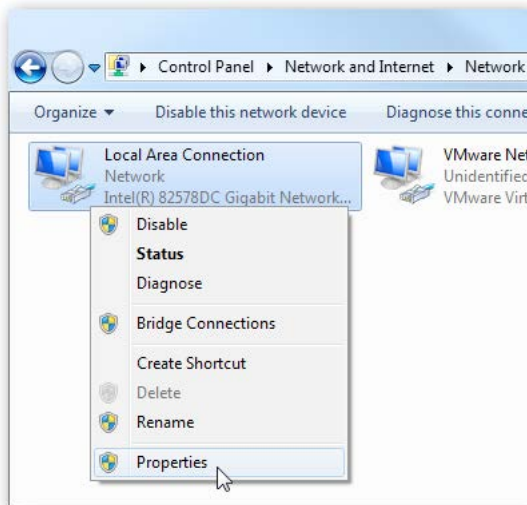 Control Panel Network and Internet Network
Organize Disable this network device Diagnose this conne
Local Area Connection
Network
Intel(R) 82578DC Gigabit Network...
VMware Net
Unidentified
VMware Virt
Disable
Status
Diagnose
Bridge Connections
Create Shortcut
Delete
Rename
Properties